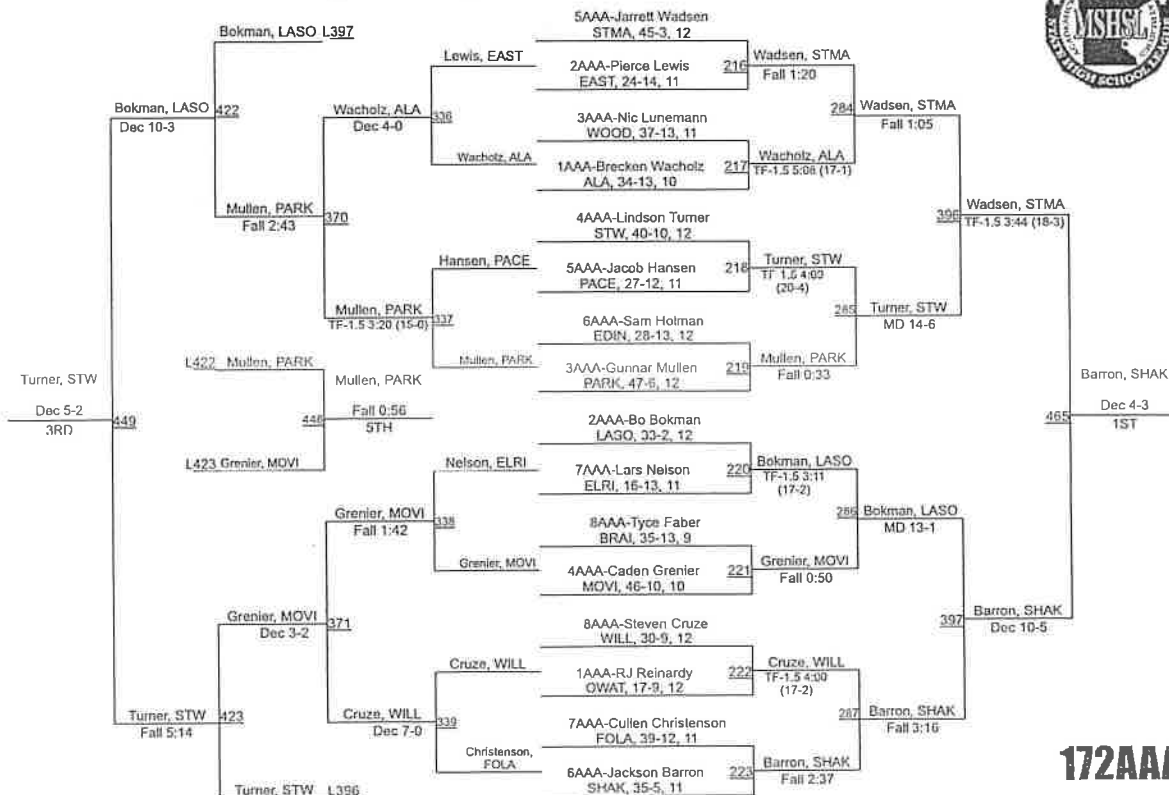 Bokman, LASO L397
Bokman, LASO 422
Dec 10-3
Mullen, PARK
Fall 2:43
Wacholz, ALA
Dec 4-0
336
370
Mullen, PARK
TF-1.5 3:20 (15-0)
337
Lewis, EAST
Wacholz, ALA
Hansen, PACE
Mullen, PARK
Turner, STW
Dec 5-2
3RD
449
L422 Mullen, PARK
L423 Grenier, MOVI
446
Mullen, PARK
Fall 0:56
5TH
Nelson, ELRI
Grenier, MOVI
Grenier, MOVI
Fall 1:42
338
Grenier, MOVI
Dec 3-2
371
Turner, STW
Fall 5:14
423
Cruze, WILL
Dec 7-0
339
Cruze, WILL
Christenson,
FOLA
Turner, STW L396
5AAA-Jarrett Wadsen
STMA, 45-3, 12
2AAA-Pierce Lewis
EAST, 24-14, 11
3AAA-Nic Lunemann
WOOD, 37-13, 11
1AAA-Brecken Wacholz
ALA, 34-13, 10
4AAA-Lindson Turner
STW, 40-10, 12
5AAA-Jacob Hansen
PACE, 27-12, 11
6AAA-Sam Holman
EDIN, 28-13, 12
3AAA-Gunnar Mullen
PARK, 47-6, 12
2AAA-Bo Bokman
LASO, 33-2, 12
7AAA-Lars Nelson
ELRI, 16-13, 11
8AAA-Tyce Faber
BRAI, 35-13, 9
4AAA-Caden Grenier
MOVI, 46-10, 10
8AAA-Steven Cruze
WILL, 30-9, 12
1AAA-RJ Reinardy
OWAT, 17-9, 12
7AAA-Cullen Christenson
FOLA, 39-12, 11
6AAA-Jackson Barron
SHAK, 35-5, 11
216
Wadsen, STMA
Fall 1:20
217
Wacholz, ALA
TF-1.5 5:08 (17-1)
218
Turner, STW
TF-1.5 4:00
(20-4)
219
Mullen, PARK
Fall 0:33
220
Bokman, LASO
TF-1.5 3:11
(17-2)
221
Grenier, MOVI
Fall 0:50
222
Cruze, WILL
TF-1.5 4:00
(17-2)
223
Barron, SHAK
Fall 2:37
284
Wadsen, STMA
Fall 1:05
285
Turner, STW
MD 14-6
286
Bokman, LASO
MD 13-1
287
Barron, SHAK
Fall 3:16
396
Wadsen, STMA
TF-1.5 3:44 (18-3)
397
Barron, SHAK
Dec 10-5
465
Barron, SHAK
Dec 4-3
1ST
MSHSL
STATE HIGH SCHOOL LEAGUE
172AAA